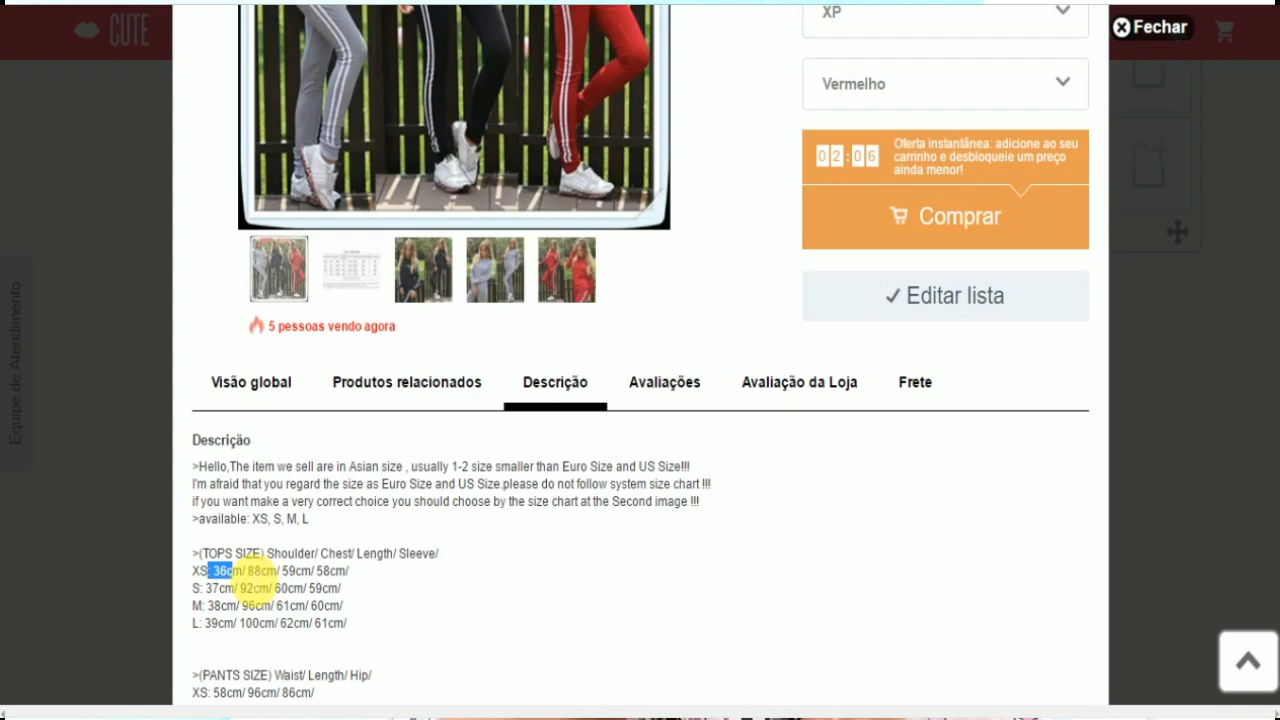 CUTE
XP
Fechar
Vermelho
02:06
Oferta instantânea: adicione ao seu
carrinho e desbloqueie um preço
ainda menor!
Comprar
Editar lista
5 pessoas vendo agora
Equipe de Atendimento
Visão global Produtos relacionados Descrição Avaliações Avaliação da Loja Frete
Descrição
>Hello,The item we sell are in Asian size , usually 1-2 size smaller than Euro Size and US Size!!!
I'm afraid that you regard the size as Euro Size and US Size.please do not follow system size chart !!!
if you want make a very correct choice you should choose by the size chart at the Second image !!!
>available: XS, S, M, L
>(TOPS SIZE) Shoulder/ Chest/ Length/ Sleeve/
XS: 36cm/ 88cm/ 59cm/ 58cm/
S: 37cm/ 92cm/ 60cm/ 59cm/
M: 38cm/ 96cm/ 61cm/ 60cm/
L: 39cm/ 100cm/ 62cm/ 61cm/
>(PANTS SIZE) Waist/ Length/ Hip/
XS: 58cm/ 96cm/ 86cm/